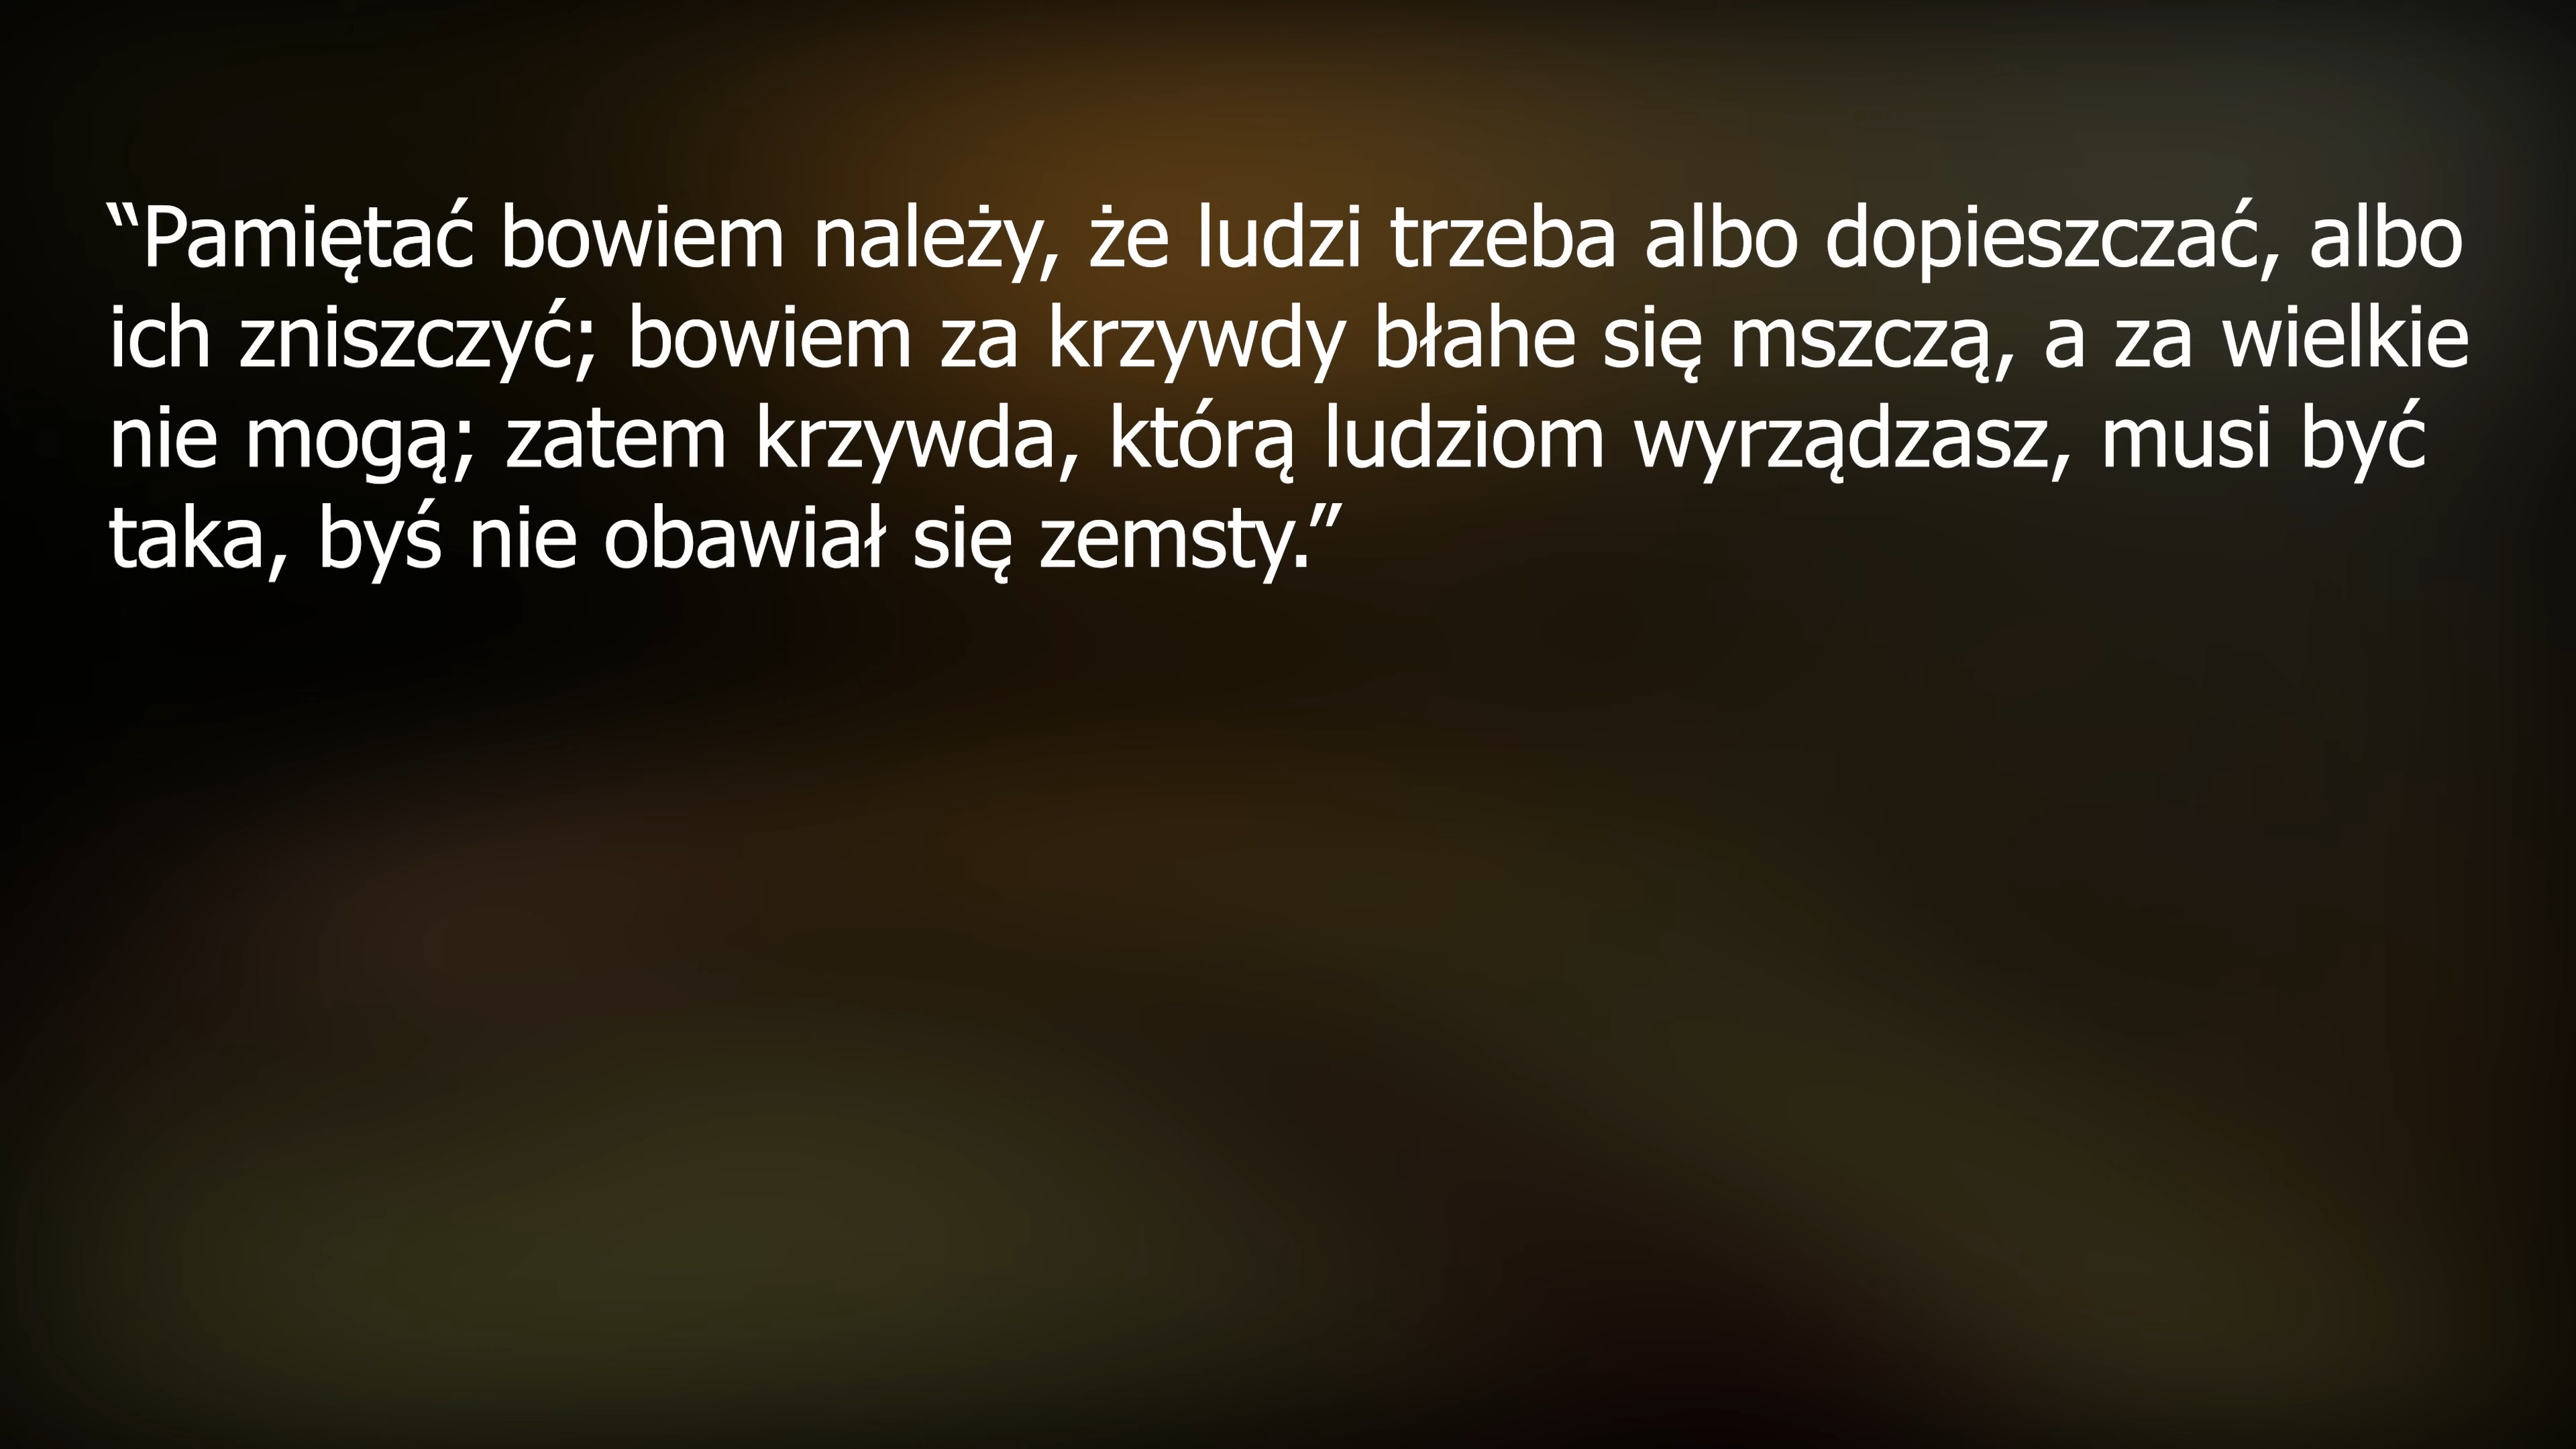 “Pamiętać bowiem należy, że ludzi trzeba albo dopieszczać, albo
ich zniszczyć; bowiem za krzywdy błahe się mszczą, a za wielkie
nie mogą; zatem krzywda, którą ludziom wyrządzasz, musi być
taka, byś nie obawiał się zemsty.”